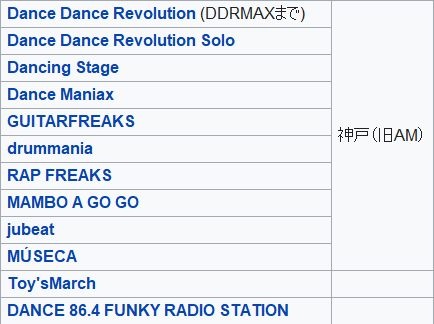 Dance Dance Revolution (DDRMAXまで)
Dance Dance Revolution Solo
Dancing Stage
Dance Maniax
GUITARFREAKS
神戸(旧AM)
drummania
RAP FREAKS
MAMBO A GO GO
jubeat
MÚSECA
Toy'sMarch
DANCE 86.4 FUNKY RADIO STATION